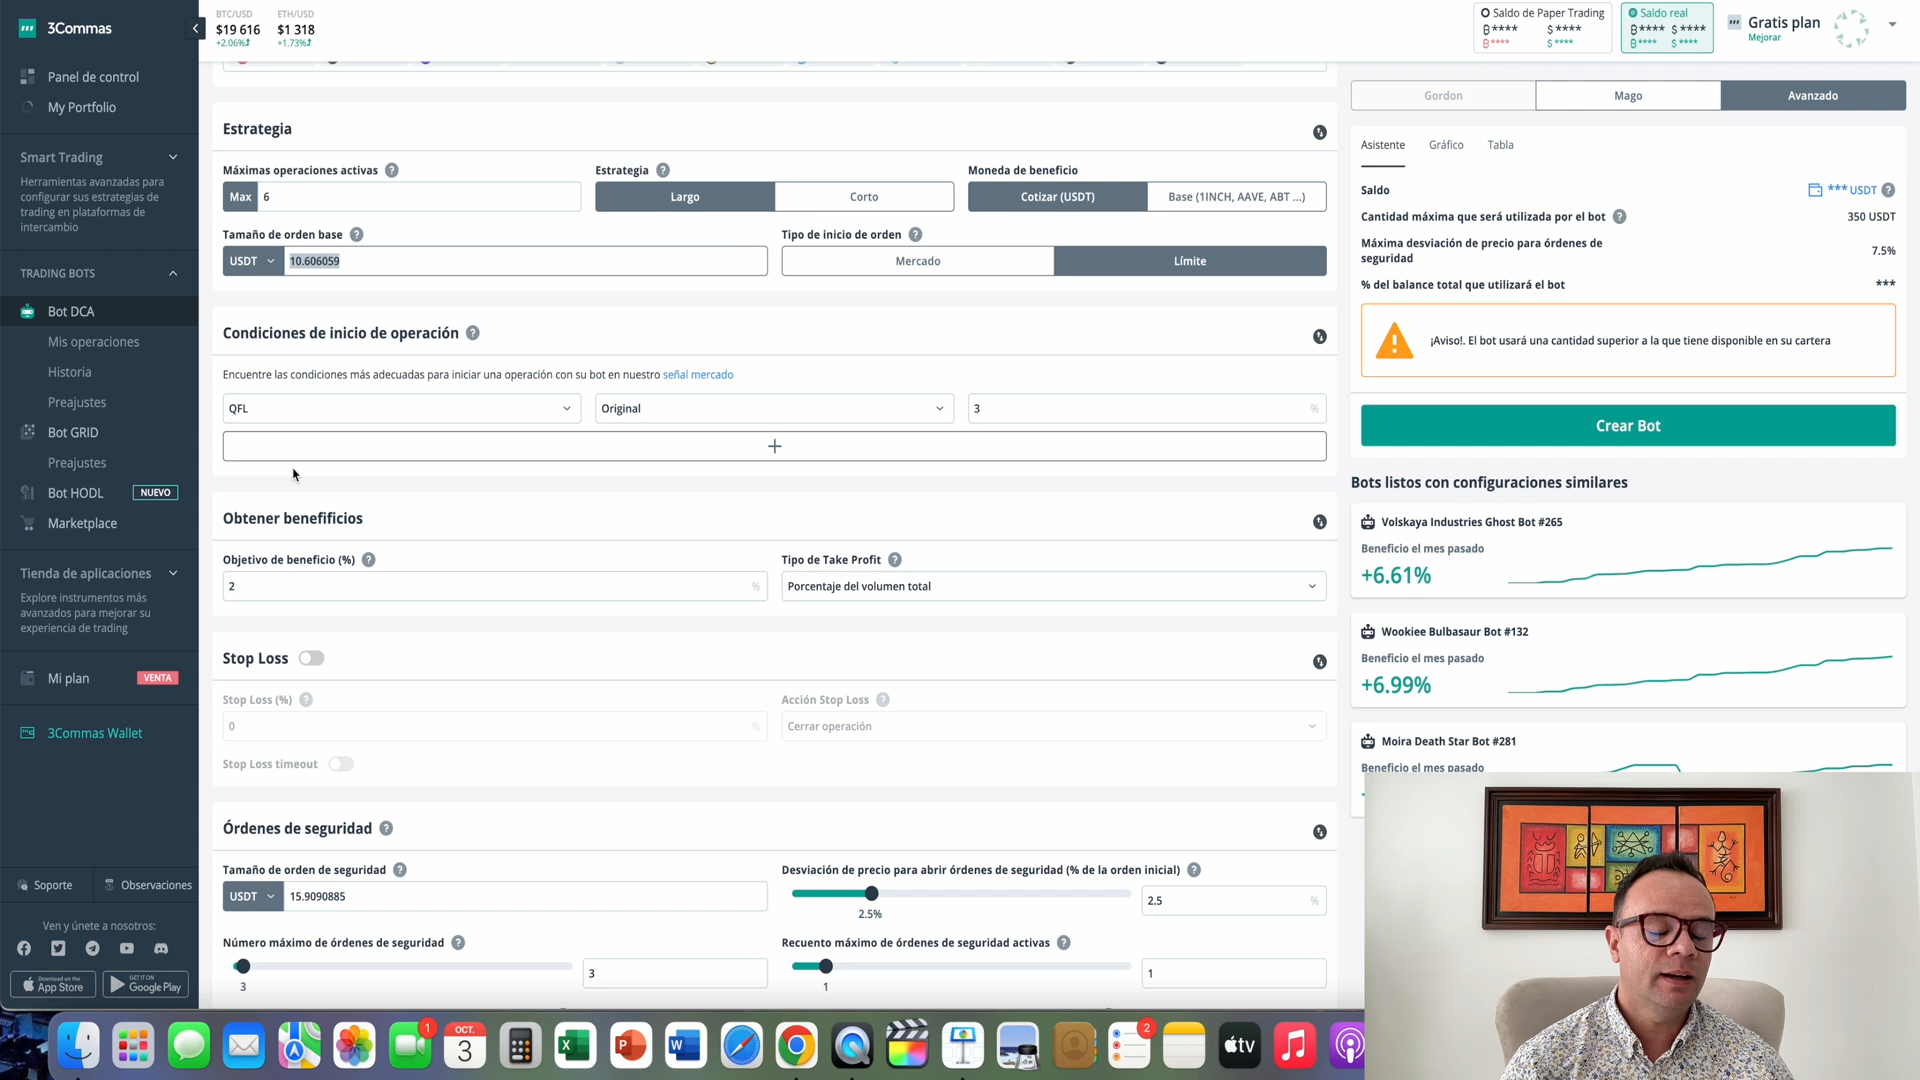 3Commas
BTC/USD
$19 616
+2.06%
ETH/USD
$1 318
+1.73%
Saldo de Paper Trading
₿**** $****
₿**** $****
Saldo real
₿**** $****
₿**** $****
Gratis plan
Mejorar
Panel de control
My Portfolio
Smart Trading
Herramientas avanzadas para
configurar sus estrategias de
trading en plataformas de
intercambio
TRADING BOTS
Bot DCA
Mis operaciones
Historia
Preajustes
Bot GRID
Preajustes
Bot HODL
NUEVO
Marketplace
Tienda de aplicaciones
Explore instrumentos más
avanzados para mejorar su
experiencia de trading
Mi plan
VENTA
3Commas Wallet
Soporte
Observaciones
Ven y únete a nosotros:
Download on the
App Store
GET IT ON
Google Play
Estrategia
Máximas operaciones activas
Max 6
Estrategia
Largo
Corto
Moneda de beneficio
Cotizar (USDT)
Base (1INCH, AAVE, ABT ...)
Tamaño de orden base
USDT 10.606059
Tipo de inicio de orden
Mercado
Límite
Condiciones de inicio de operación
Encuentre las condiciones más adecuadas para iniciar una operación con su bot en nuestro señal mercado
QFL
Original
3 %
+
Obtener benefificios
Objetivo de beneficio (%)
2 %
Tipo de Take Profit
Porcentaje del volumen total
Stop Loss
Stop Loss (%)
0 %
Acción Stop Loss
Cerrar operación
Stop Loss timeout
Órdenes de seguridad
Tamaño de orden de seguridad
USDT 15.9090885
Desviación de precio para abrir órdenes de seguridad (% de la orden inicial)
2.5%
2.5 %
Número máximo de órdenes de seguridad
3
3
Recuento máximo de órdenes de seguridad activas
1
1
Gordon
Mago
Avanzado
Asistente
Gráfico
Tabla
Saldo
*** USDT
Cantidad máxima que será utilizada por el bot
350 USDT
Máxima desviación de precio para órdenes de
seguridad
7.5%
% del balance total que utilizará el bot
***
¡Aviso!. El bot usará una cantidad superior a la que tiene disponible en su cartera
Crear Bot
Bots listos con configuraciones similares
Volskaya Industries Ghost Bot #265
Beneficio el mes pasado
+6.61%
Wookiee Bulbasaur Bot #132
Beneficio el mes pasado
+6.99%
Moira Death Star Bot #281
Beneficio el mes pasado
1
OCT.
3
X
P
W
2
tv